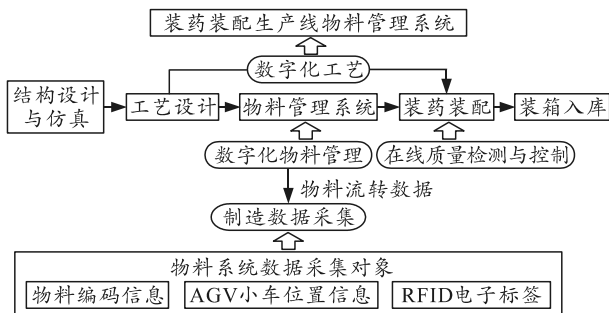 装药装配生产线物料管理系统
数字化工艺
结构设计
与仿真
工艺设计
物料管理系统
装药装配
装箱入库
数字化物料管理
在线质量检测与控制
物料流转数据
制造数据采集
物料系统数据采集对象
物料编码信息
AGV小车位置信息
RFID电子标签